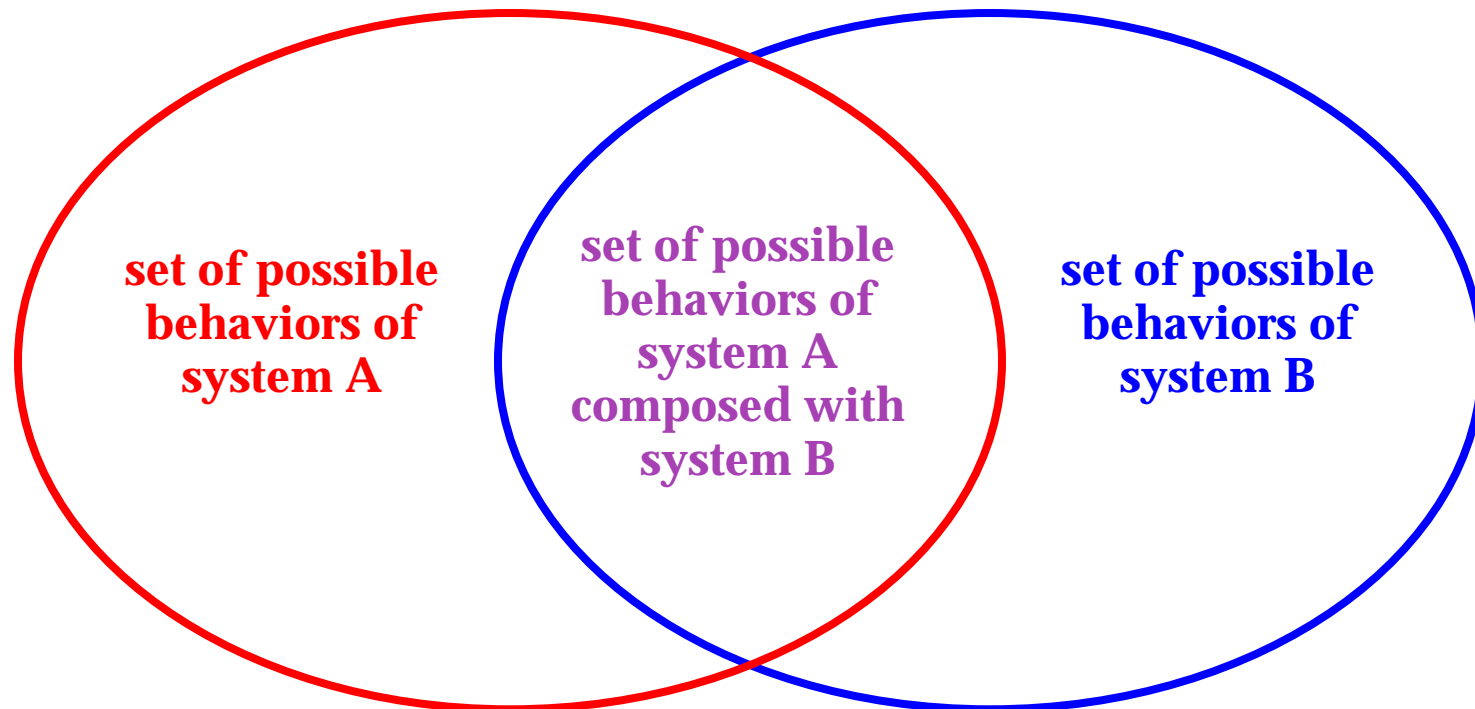 set of possible
behaviors of
system A
set of possible
behaviors of
system A
composed with
system B
set of possible
behaviors of
system B